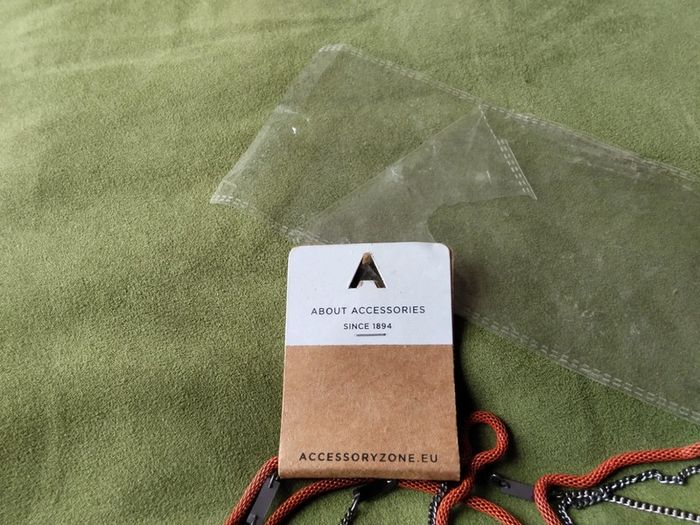 A
ABOUT ACCESSORIES
SINCE 1894
ACCESSORYZONE.EU